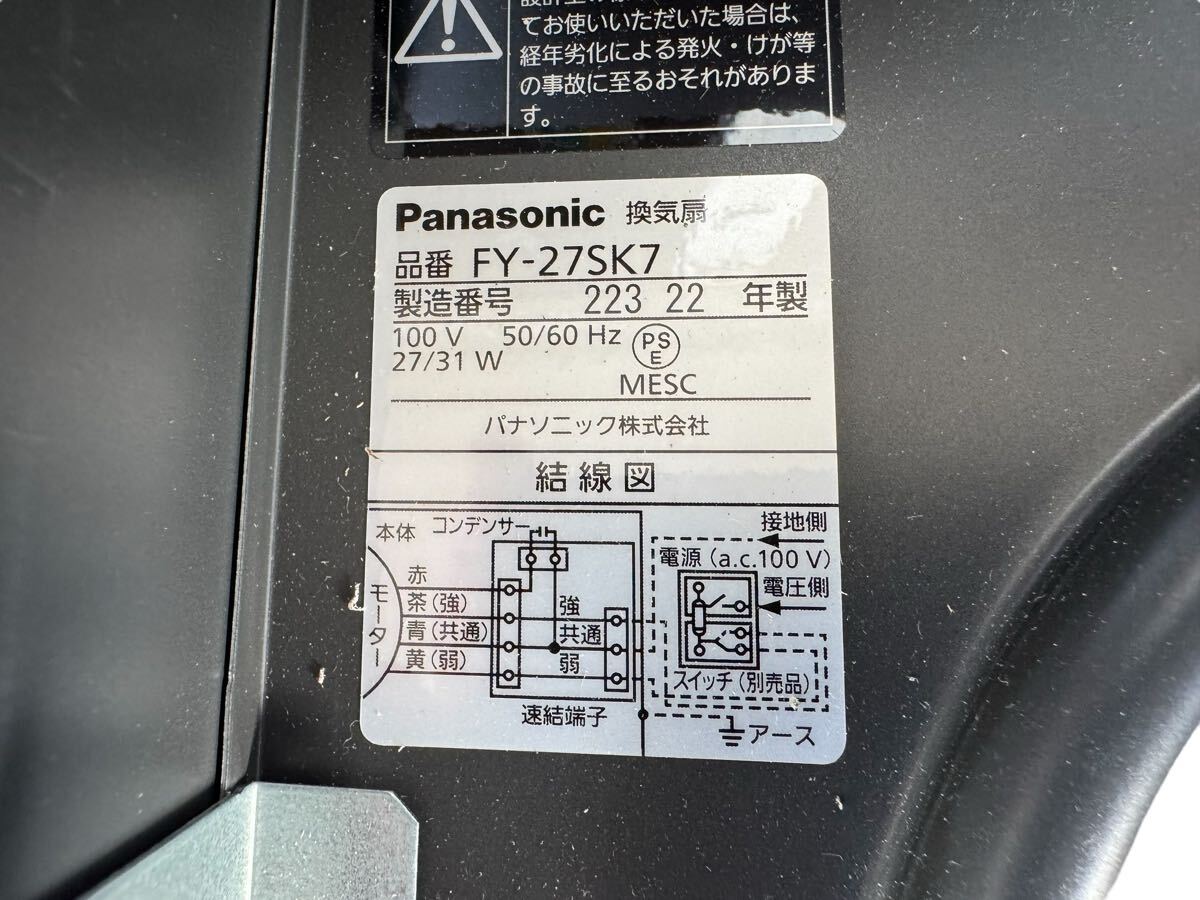 てお使いいただいた場合は、
経年劣化による発火・けが等
の事故に至るおそれがありま
す。
Panasonic 換気扇
品番 FY-27SK7
製造番号 223 22 年製
100 V 50/60 Hz
27/31 W
PS
E
MESC
パナソニック株式会社
結線図
本体
コンデンサー
接地側
電源(a.c.100 V)
電圧側
モーター
赤
茶(強)
青(共通)
黄(弱)
強
共通
弱
スイッチ(別売品)
速結端子
アース